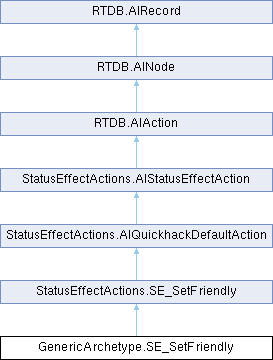 RTDB.AIRecord
RTDB.AINode
RTDB.AIAction
StatusEffectActions.AIStatusEffectAction
StatusEffectActions.AIQuickhackDefaultAction
StatusEffectActions.SE_SetFriendly
GenericArchetype.SE_SetFriendly